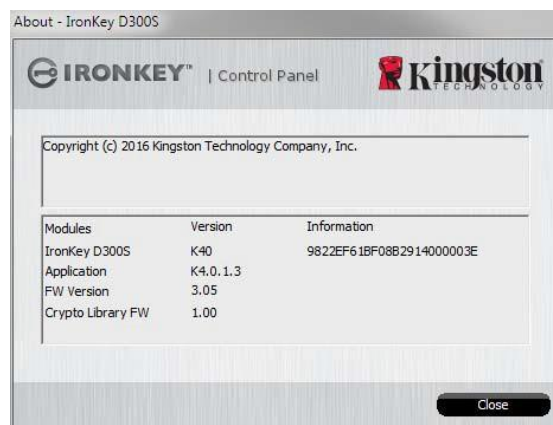 About - IronKey D300S
IRONKEY™ | Control Panel
Kingston
TECHNOLOGY
Copyright (c) 2016 Kingston Technology Company, Inc.
Modules Version Information
IronKey D300S K40 9822EF61BF08B2914000003E
Application K4.0.1.3
FW Version 3.05
Crypto Library FW 1.00
Close